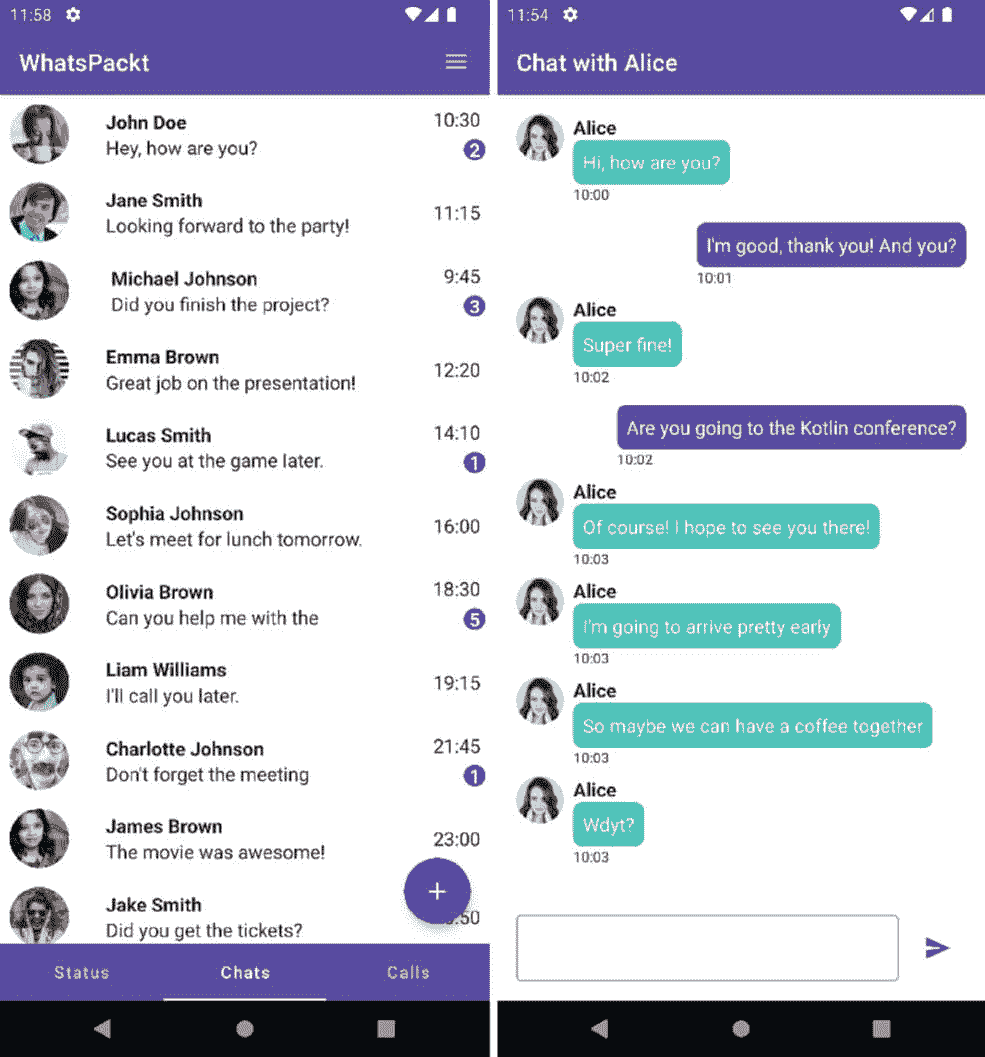 11:58
WhatsPackt
John Doe
10:30
Hey, how are you?
2
Jane Smith
Looking forward to the party!
11:15
Michael Johnson
9:45
Did you finish the project?
3
Emma Brown
Great job on the presentation!
12:20
Lucas Smith
14:10
See you at the game later.
1
Sophia Johnson
Let's meet for lunch tomorrow.
16:00
Olivia Brown
18:30
Can you help me with the
5
Liam Williams
I'll call you later.
19:15
Charlotte Johnson
21:45
Don't forget the meeting
1
James Brown
The movie was awesome!
23:00
+
Jake Smith
Did you get the tickets?
50
Status
Chats
Calls
11:54
Chat with Alice
Alice
Hi, how are you?
10:00
I'm good, thank you! And you?
10:01
Alice
Super fine!
10:02
Are you going to the Kotlin conference?
10:02
Alice
Of course! I hope to see you there!
10:03
Alice
I'm going to arrive pretty early
10:03
Alice
So maybe we can have a coffee together
10:03
Alice
Wdyt?
10:03